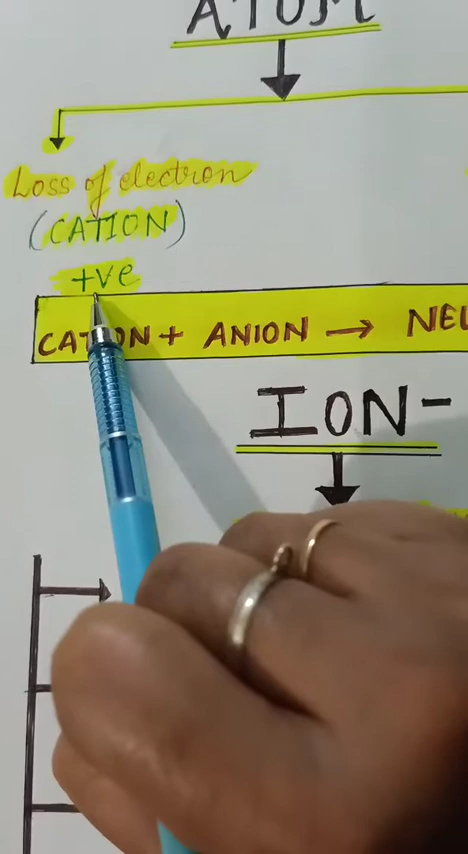 ATOM
Loss of electron
(CATION)
+ve
CATION + ANION → NEU
ION-